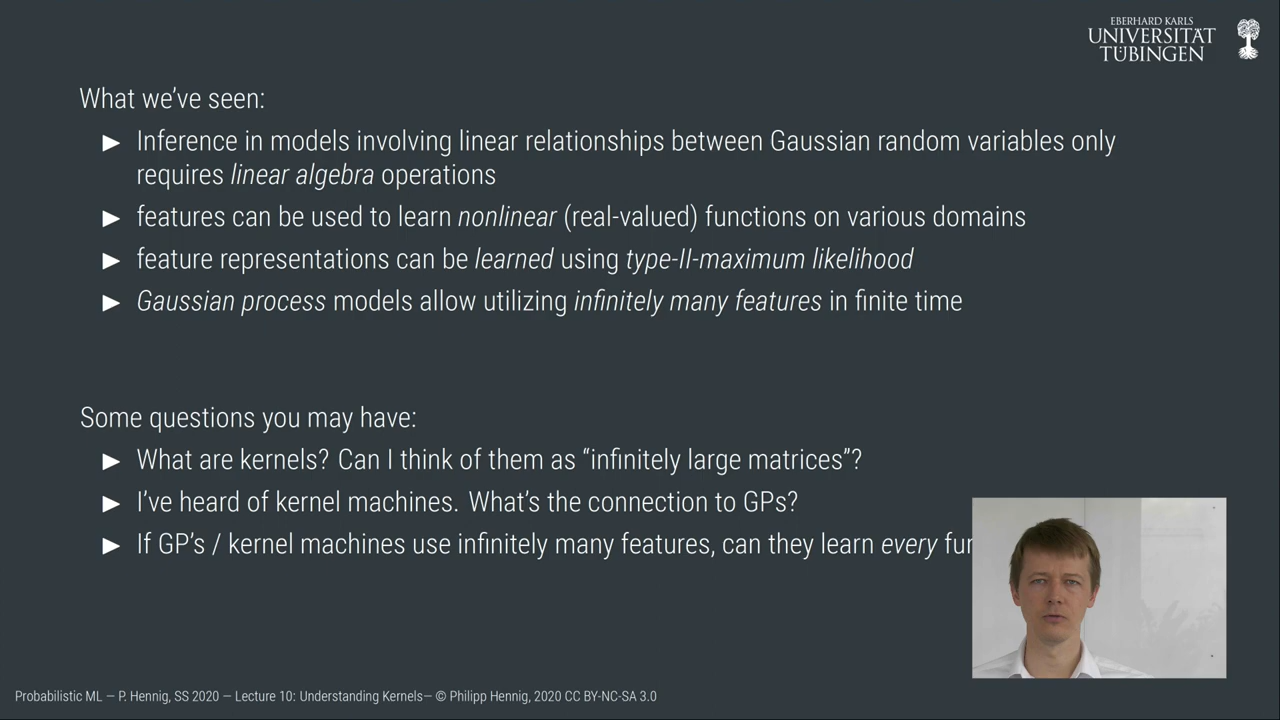 EBERHARD KARLS
UNIVERSITÄT
TÜBINGEN
What we've seen:
▶ Inference in models involving linear relationships between Gaussian random variables only
requires linear algebra operations
▶ features can be used to learn nonlinear (real-valued) functions on various domains
▶ feature representations can be learned using type-II-maximum likelihood
▶ Gaussian process models allow utilizing infinitely many features in finite time
Some questions you may have:
▶ What are kernels? Can I think of them as “infinitely large matrices”?
▶ I've heard of kernel machines. What's the connection to GPs?
▶ If GP's / kernel machines use infinitely many features, can they learn every
Probabilistic ML — P. Hennig, SS 2020 — Lecture 10: Understanding Kernels— © Philipp Hennig, 2020 CC BY-NC-SA 3.0